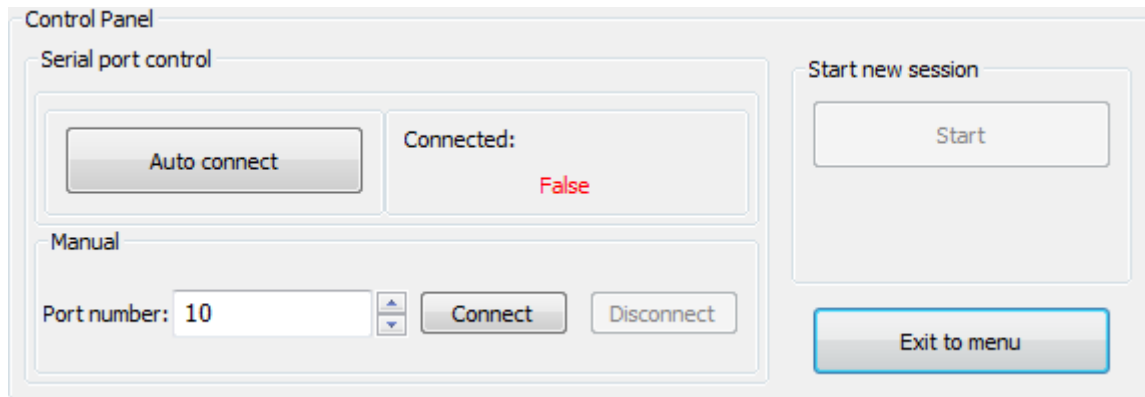 Control Panel
Serial port control
Auto connect
Connected:
False
Manual
Port number: 10
Connect
Disconnect
Start new session
Start
Exit to menu